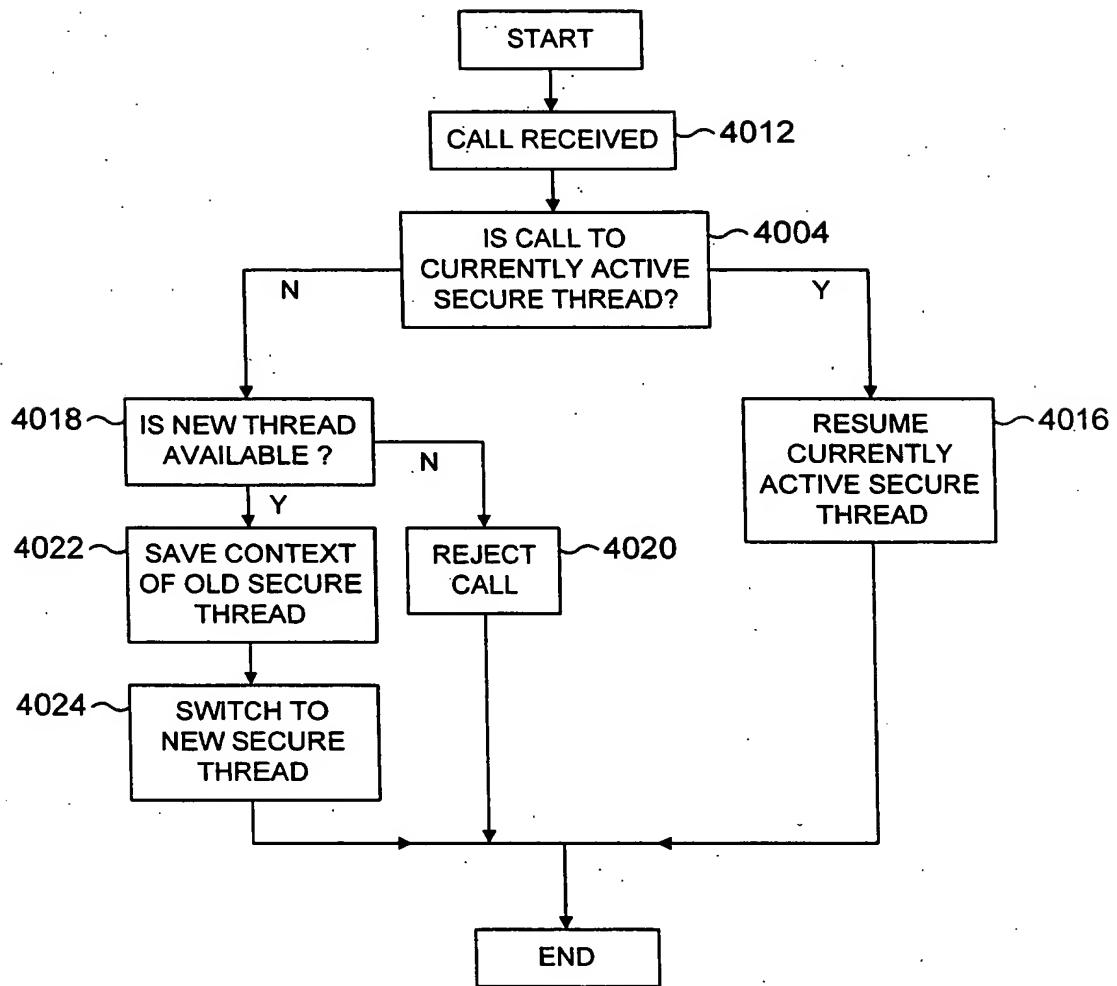 START
CALL RECEIVED
4012
IS CALL TO
CURRENTLY ACTIVE
SECURE THREAD?
4004
N
Y
4018
IS NEW THREAD
AVAILABLE ?
N
Y
RESUME
CURRENTLY
ACTIVE SECURE
THREAD
4016
4022
SAVE CONTEXT
OF OLD SECURE
THREAD
REJECT
CALL
4020
4024
SWITCH TO
NEW SECURE
THREAD
END